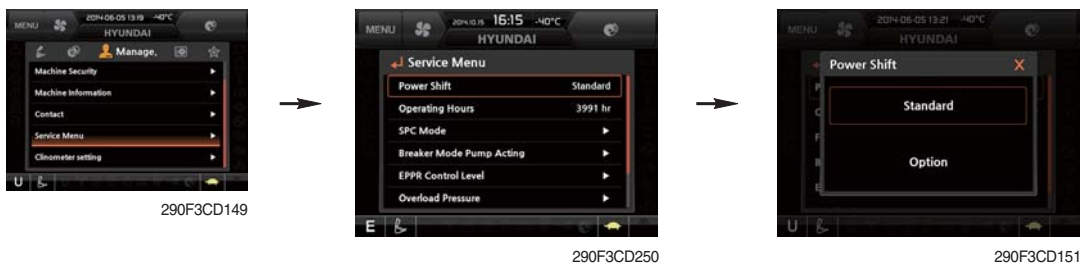 MENU
2014-06-05 13:19 -40°C
HYUNDAI
Manage.
Machine Security
Machine Information
Contact
Service Menu
Clinometer setting
U
290F3CD149
MENU
2014.10.15 16:15 -40°C
HYUNDAI
Service Menu
Power Shift Standard
Operating Hours 3991 hr
SPC Mode
Breaker Mode Pump Acting
EPPR Control Level
Overload Pressure
E
290F3CD250
MENU
2014-06-05 13:21 -40°C
HYUNDAI
Power Shift X
Standard
Option
U
290F3CD151